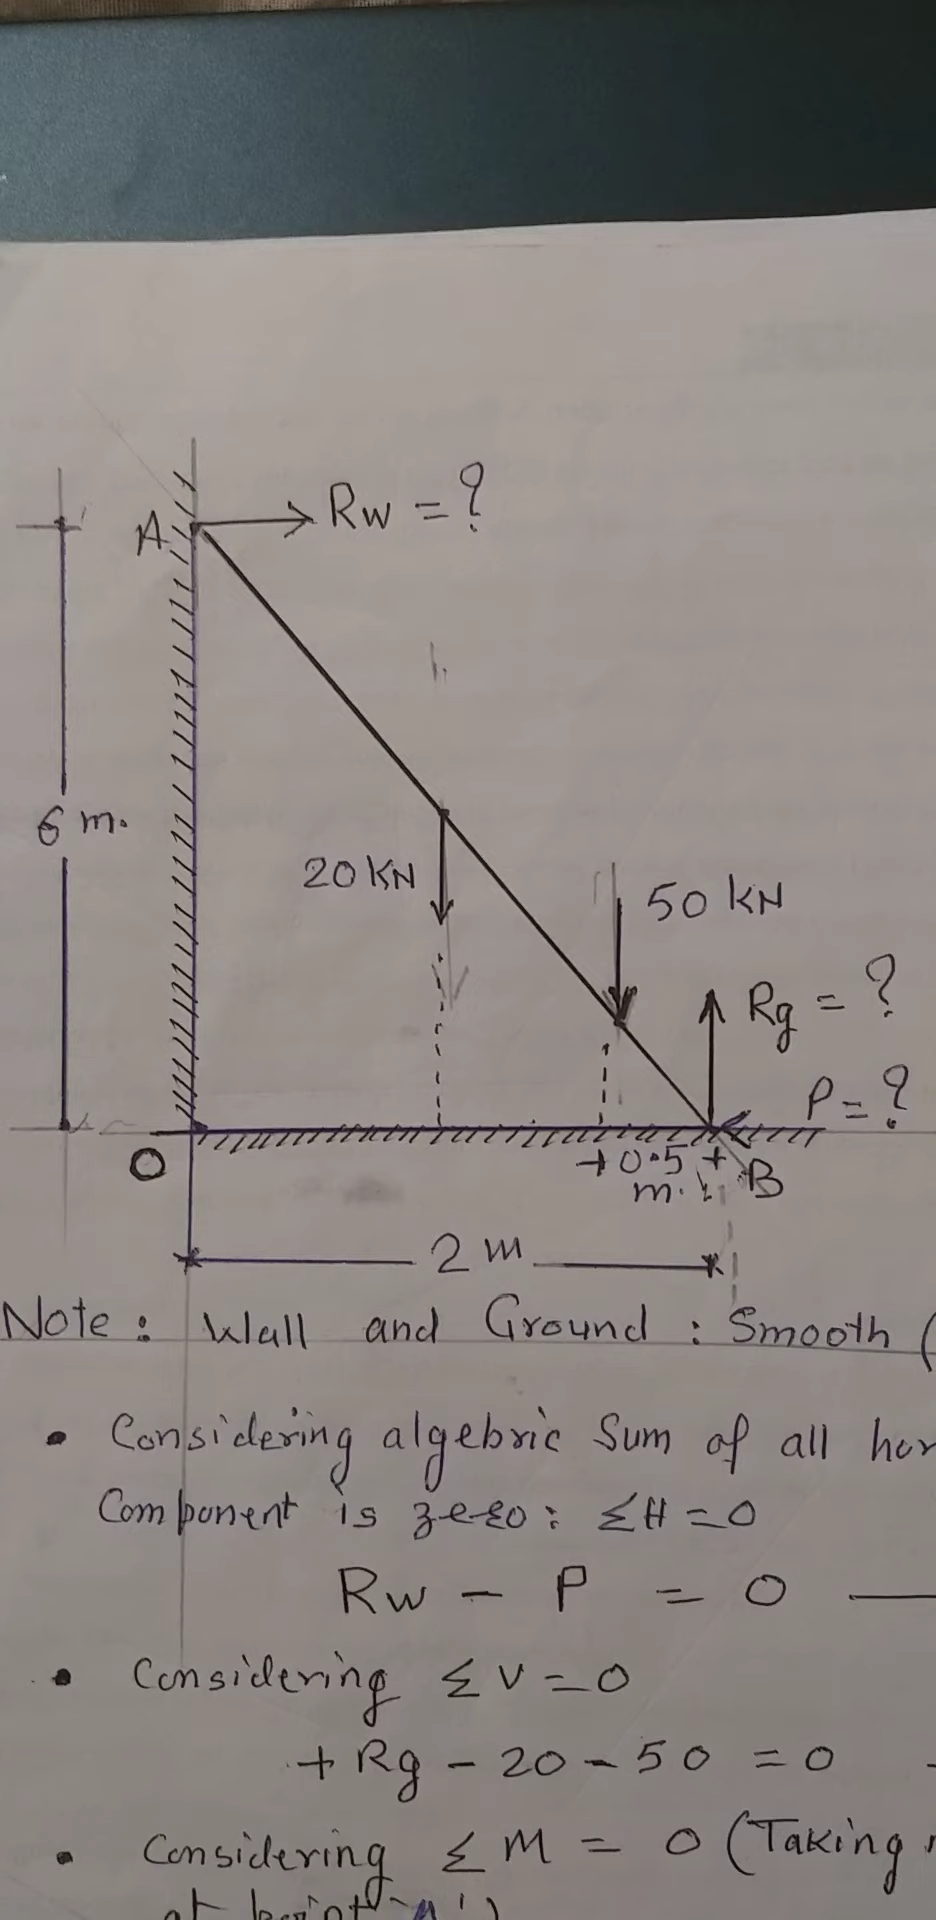 A
Rw = ?
6 m.
20 KN
50 KN
Rg = ?
P = ?
O
0.5
m.
B
2 m
Note : Wall and Ground : Smooth (
• Considering algebric Sum of all hor
Component is zero : ΣH = 0
Rw - P = 0
• Considering ΣV = 0
+ Rg - 20 - 50 = 0
• Considering ΣM = 0 (Taking
at point